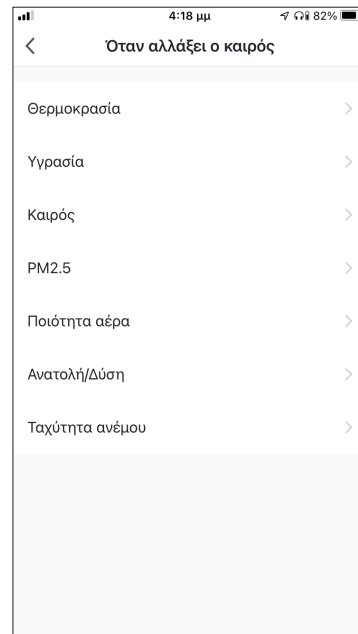 4:18 μμ 82%
Όταν αλλάξει ο καιρός
Θερμοκρασία
Υγρασία
Καιρός
PM2.5
Ποιότητα αέρα
Ανατολή/Δύση
Ταχύτητα ανέμου